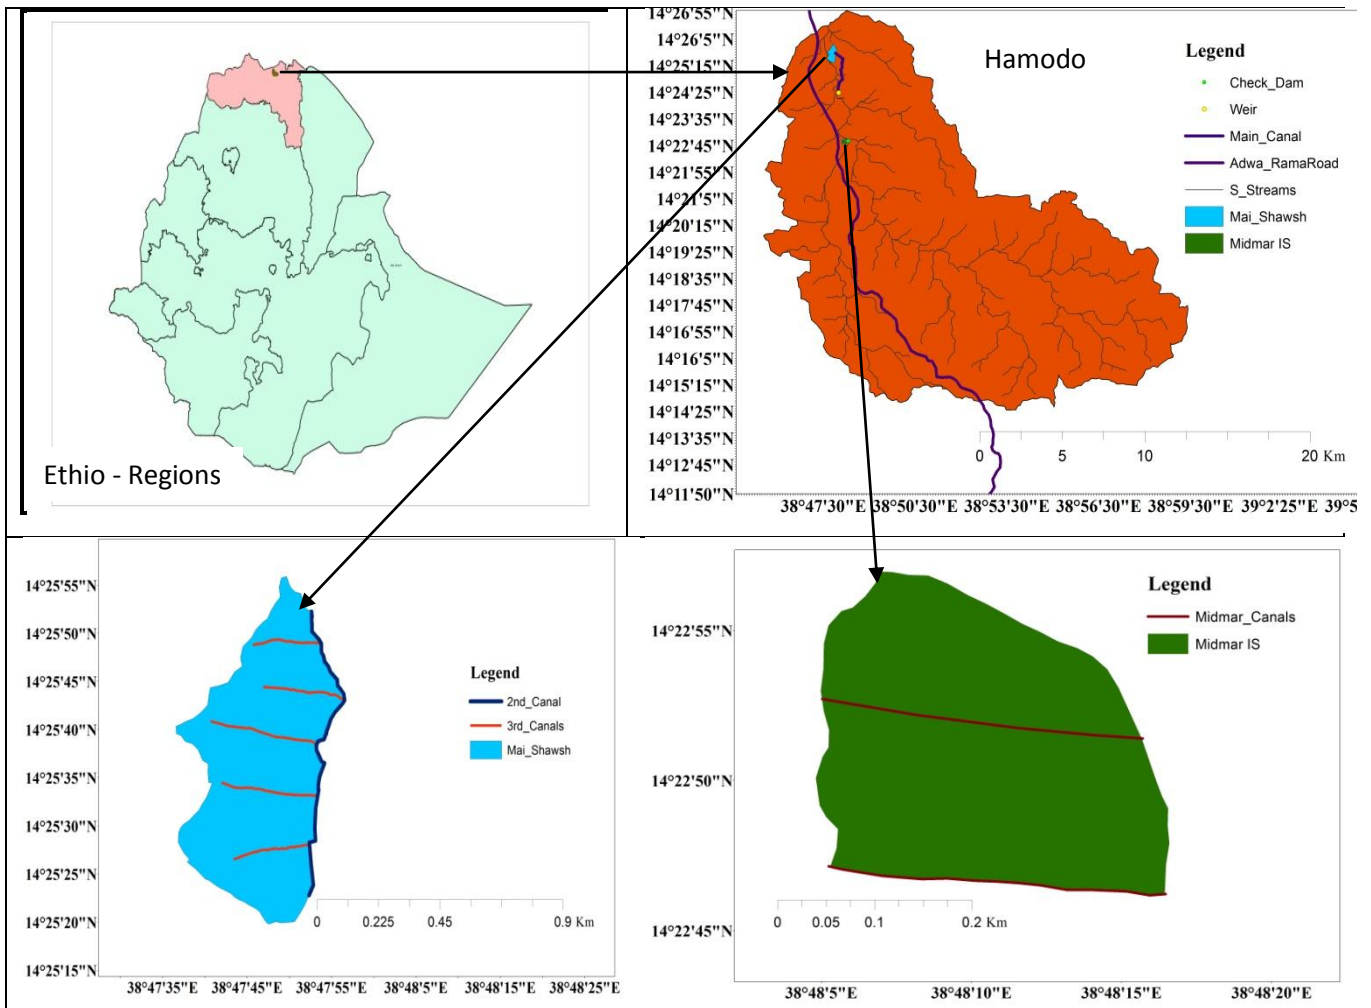 Ethio - Regions
Hamodo
14°26'55"N
14°26'5"N
14°25'15"N
14°24'25"N
14°23'35"N
14°22'45"N
14°21'55"N
14°21'5"N
14°20'15"N
14°19'25"N
14°18'35"N
14°17'45"N
14°16'55"N
14°16'5"N
14°15'15"N
14°14'25"N
14°13'35"N
14°12'45"N
14°11'50"N
Legend
Check_Dam
Weir
Main_Canal
Adwa_RamaRoad
S_Streams
Mai_Shawsh
Midmar IS
0 5 10 20 Km
38°47'30"E 38°50'30"E 38°53'30"E 38°56'30"E 38°59'30"E 39°2'25"E 39°5
14°25'55"N
14°25'50"N
14°25'45"N
14°25'40"N
14°25'35"N
14°25'30"N
14°25'25"N
14°25'20"N
14°25'15"N
Legend
2nd_Canal
3rd_Canals
Mai_Shawsh
0 0.225 0.45 0.9 Km
38°47'35"E 38°47'45"E 38°47'55"E 38°48'5"E 38°48'15"E 38°48'25"E
14°22'55"N
14°22'50"N
14°22'45"N
Legend
Midmar_Canals
Midmar IS
0 0.05 0.1 0.2 Km
38°48'5"E 38°48'10"E 38°48'15"E 38°48'20"E